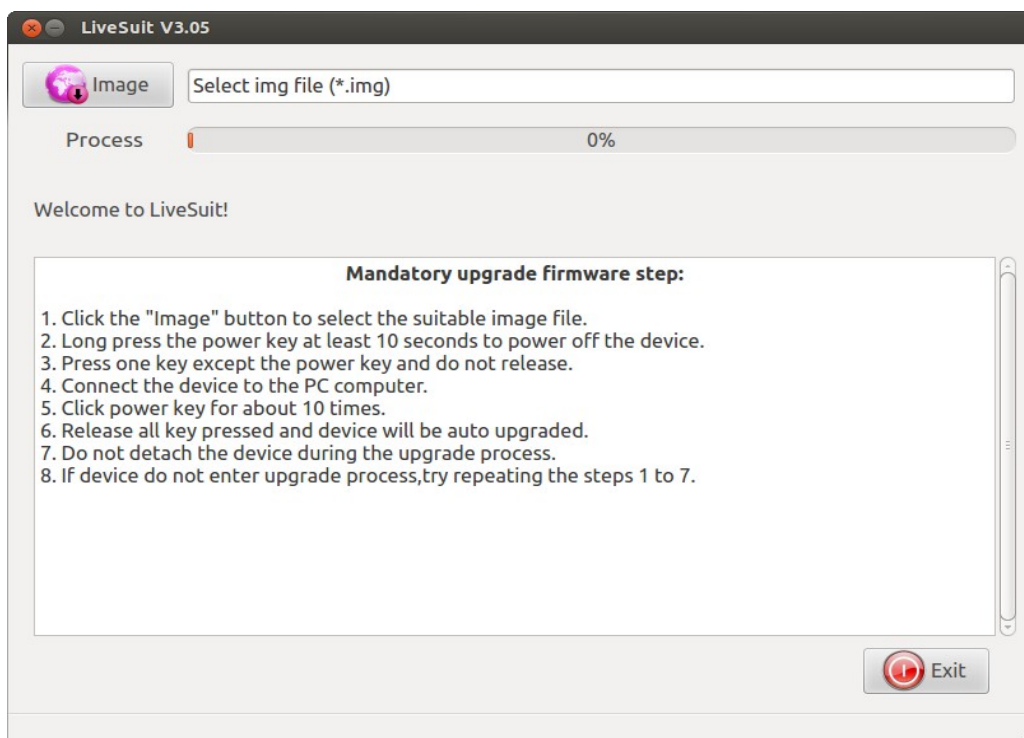 LiveSuit V3.05
Image
Select img file (*.img)
Process
0%
Welcome to LiveSuit!
Mandatory upgrade firmware step:
1. Click the "Image" button to select the suitable image file.
2. Long press the power key at least 10 seconds to power off the device.
3. Press one key except the power key and do not release.
4. Connect the device to the PC computer.
5. Click power key for about 10 times.
6. Release all key pressed and device will be auto upgraded.
7. Do not detach the device during the upgrade process.
8. If device do not enter upgrade process,try repeating the steps 1 to 7.
Exit